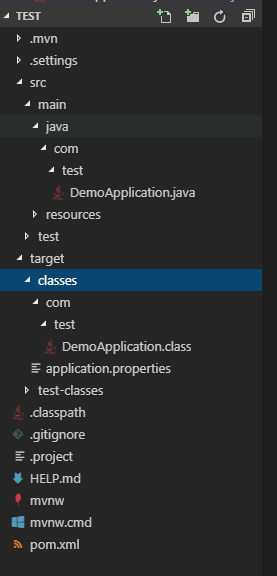 TEST
.mvn
.settings
src
main
java
com
test
DemoApplication.java
resources
test
target
classes
com
test
DemoApplication.class
application.properties
test-classes
.classpath
.gitignore
.project
HELP.md
mvnw
mvnw.cmd
pom.xml